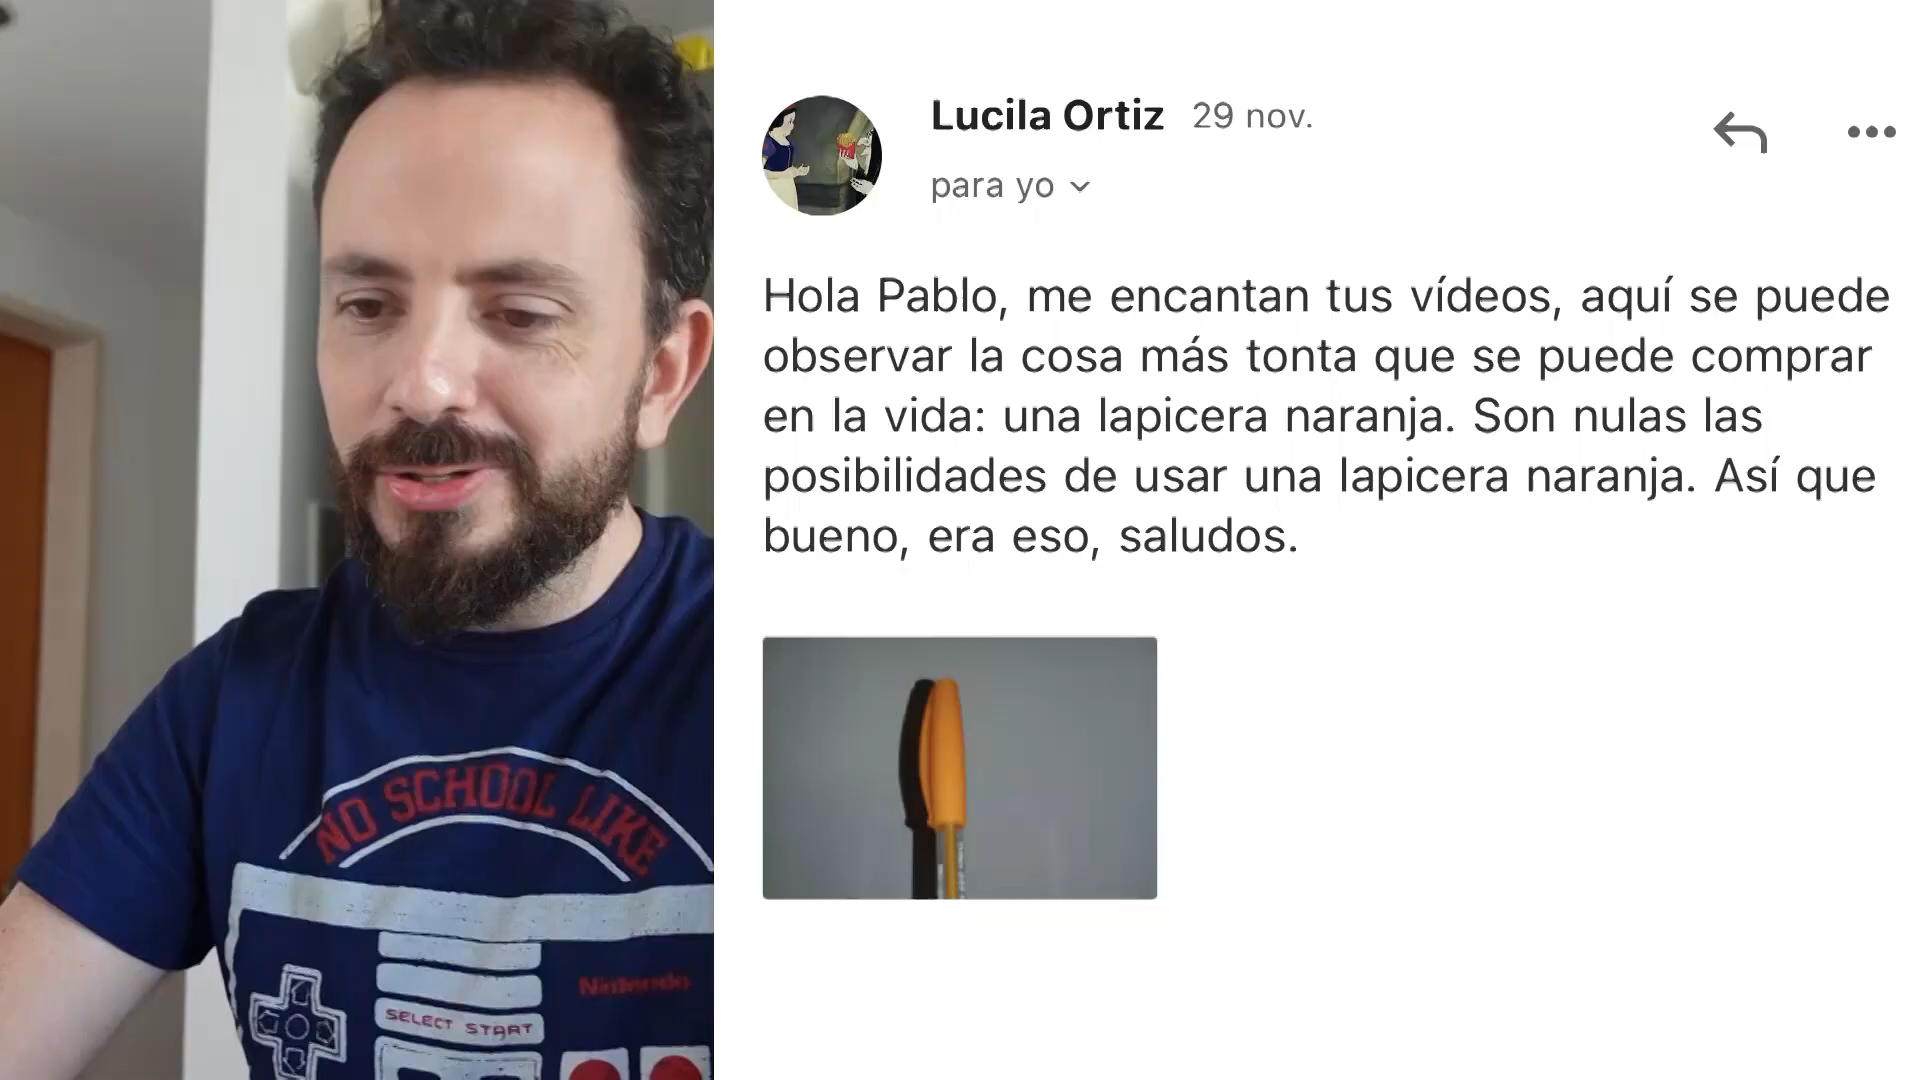 Lucila Ortiz 29 nov.
para yo
Hola Pablo, me encantan tus vídeos, aquí se puede
observar la cosa más tonta que se puede comprar
en la vida: una lapicera naranja. Son nulas las
posibilidades de usar una lapicera naranja. Así que
bueno, era eso, saludos.
NO SCHOOL LIKE
Nintendo
SELECT START